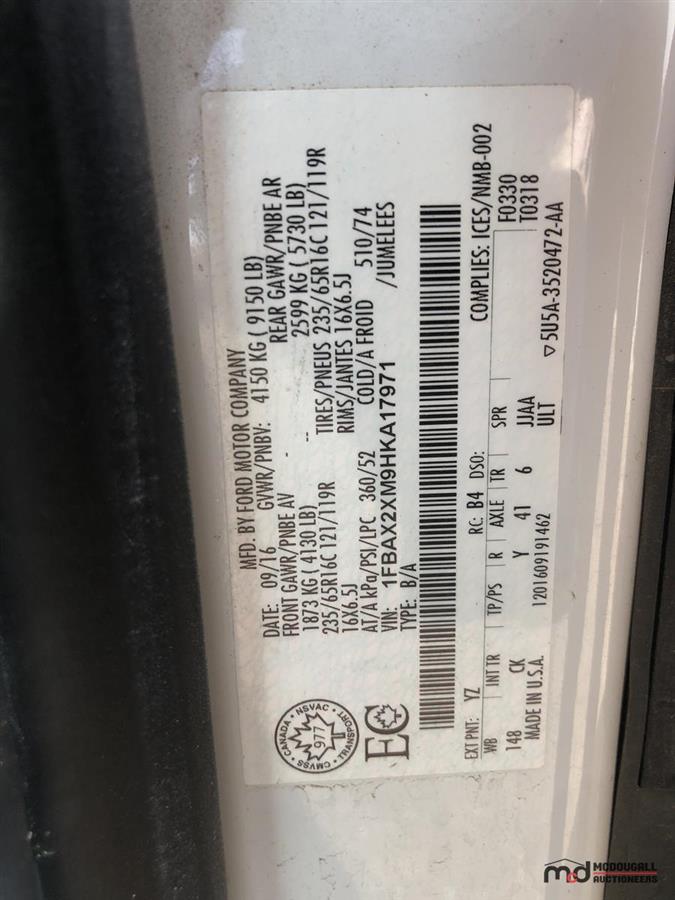 MFD. BY FORD MOTOR COMPANY
DATE: 09/16 GVWR/PNBV: 4150 KG ( 9150 LB)
FRONT GAWR/PNBE AV - REAR GAWR/PNBE AR
1873 KG ( 4130 LB) -- 2599 KG ( 5730 LB)
235/65R16C 121/119R TIRES/PNEUS 235/65R16C 121/119R
16X6.5J RIMS/JANTES 16X6.5J
AT/A kPa/PSI/LPC 360/52 COLD/A FROID 510/74
VIN: 1FBAX2XM9HKA17971 /JUMELEES
TYPE: B/A
CANADA · NSVAC · TRANSPORT · CMVSS
977
EC
EXT PNT: YZ RC: B4 DSO: COMPLIES: ICES/NMB-002
WB INT TR TP/PS R AXLE TR SPR F0330
148 CK Y 41 6 JJAA T0318
MADE IN U.S.A. 1201609191462 ULT ▽5U5A-3520472-AA
md MCDOUGALL
AUCTIONEERS